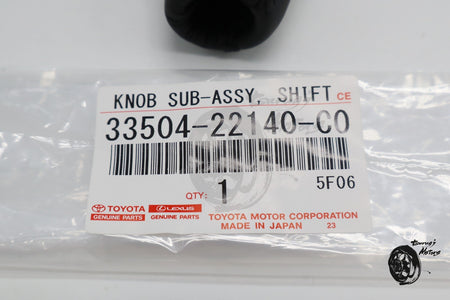 KNOB SUB-ASSY, SHIFT CE
33504-22140-C0
QTY: 1 5F06
TOYOTA LEXUS
GENUINE PARTS GENUINE PARTS
TOYOTA MOTOR CORPORATION
MADE IN JAPAN 23
Motors